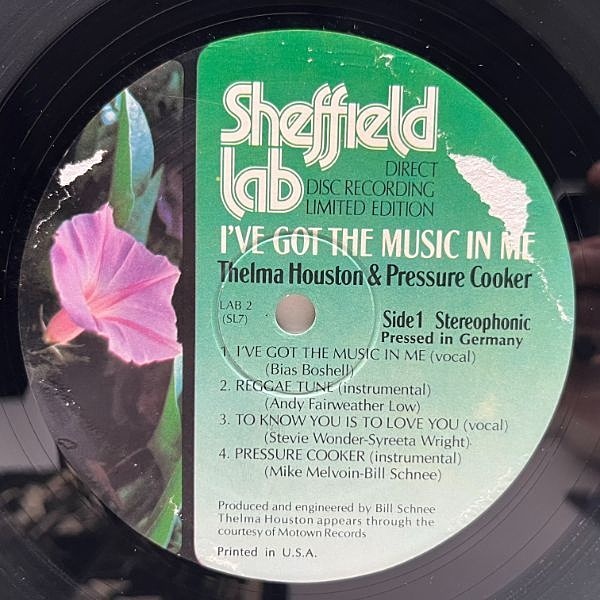 Sheffield
Lab
DIRECT
DISC RECORDING
LIMITED EDITION
I'VE GOT THE MUSIC IN ME
Thelma Houston & Pressure Cooker
LAB 2
(SL7)
Side 1 Stereophonic
Pressed in Germany
1. I'VE GOT THE MUSIC IN ME (vocal)
(Bias Boshell)
2. REGGAE TUNE (instrumental)
(Andy Fairweather Low)
3. TO KNOW YOU IS TO LOVE YOU (vocal)
(Stevie Wonder-Syreeta Wright)
4. PRESSURE COOKER (instrumental)
(Mike Melvoin-Bill Schnee)
Produced and engineered by Bill Schnee
Thelma Houston appears through the
courtesy of Motown Records
Printed in U.S.A.